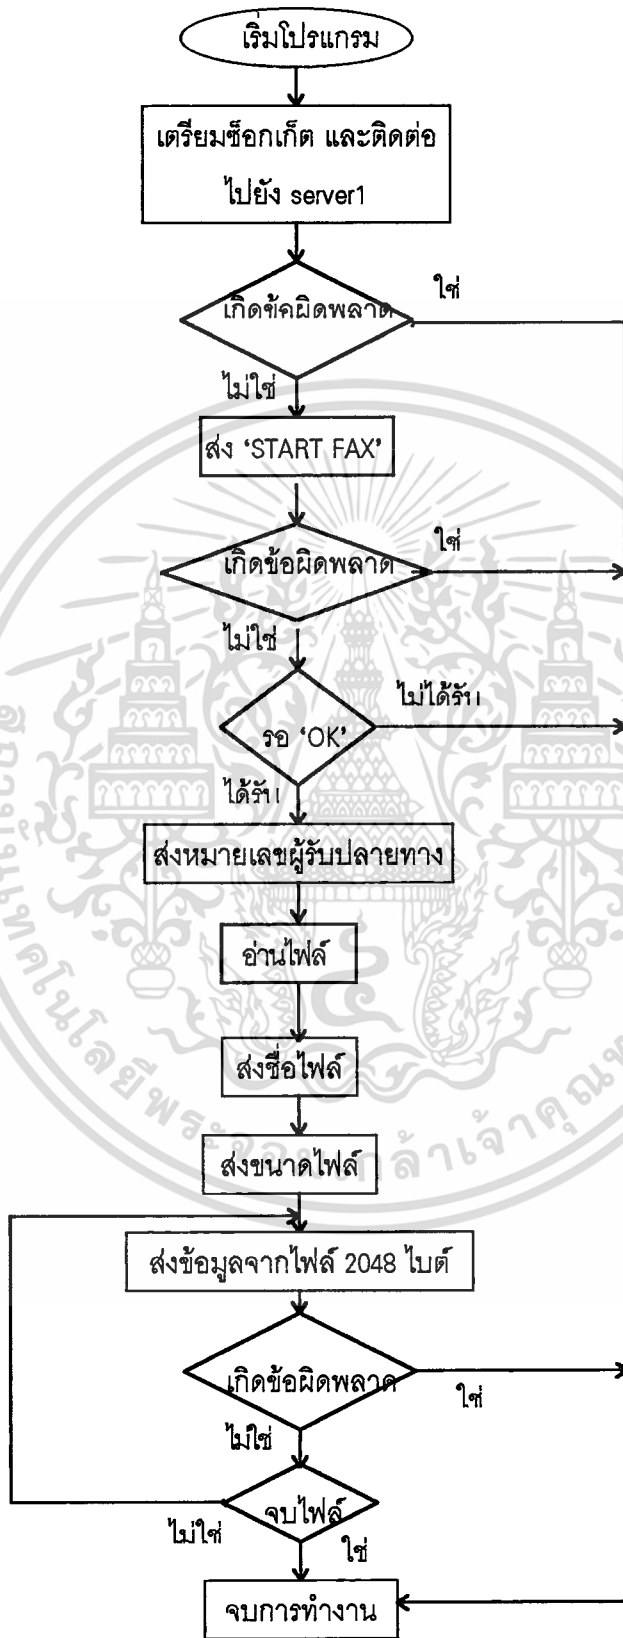 เริ่มโปรแกรม
เตรียมซ็อกเก็ต และติดต่อ
ไปยัง server1
เกิดข้อผิดพลาด
ใช่
ไม่ใช่
ส่ง ‘START FAX’
เกิดข้อผิดพลาด
ใช่
ไม่ใช่
รอ ‘OK’
ไม่ได้รับ
ได้รับ
ส่งหมายเลขผู้รับปลายทาง
อ่านไฟล์
ส่งชื่อไฟล์
ส่งขนาดไฟล์
ส่งข้อมูลจากไฟล์ 2048 ไบต์
เกิดข้อผิดพลาด
ใช่
ไม่ใช่
จบไฟล์
ไม่ใช่
ใช่
จบการทำงาน